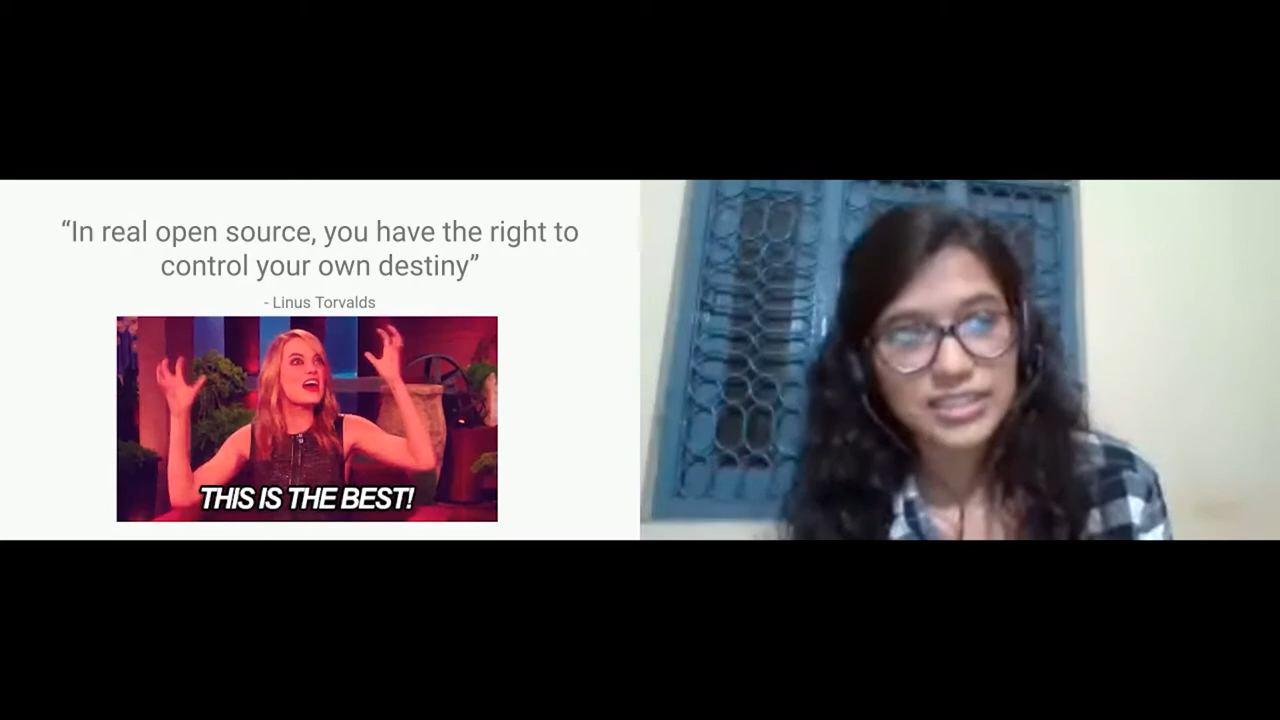 “In real open source, you have the right to
control your own destiny”
- Linus Torvalds
THIS IS THE BEST!